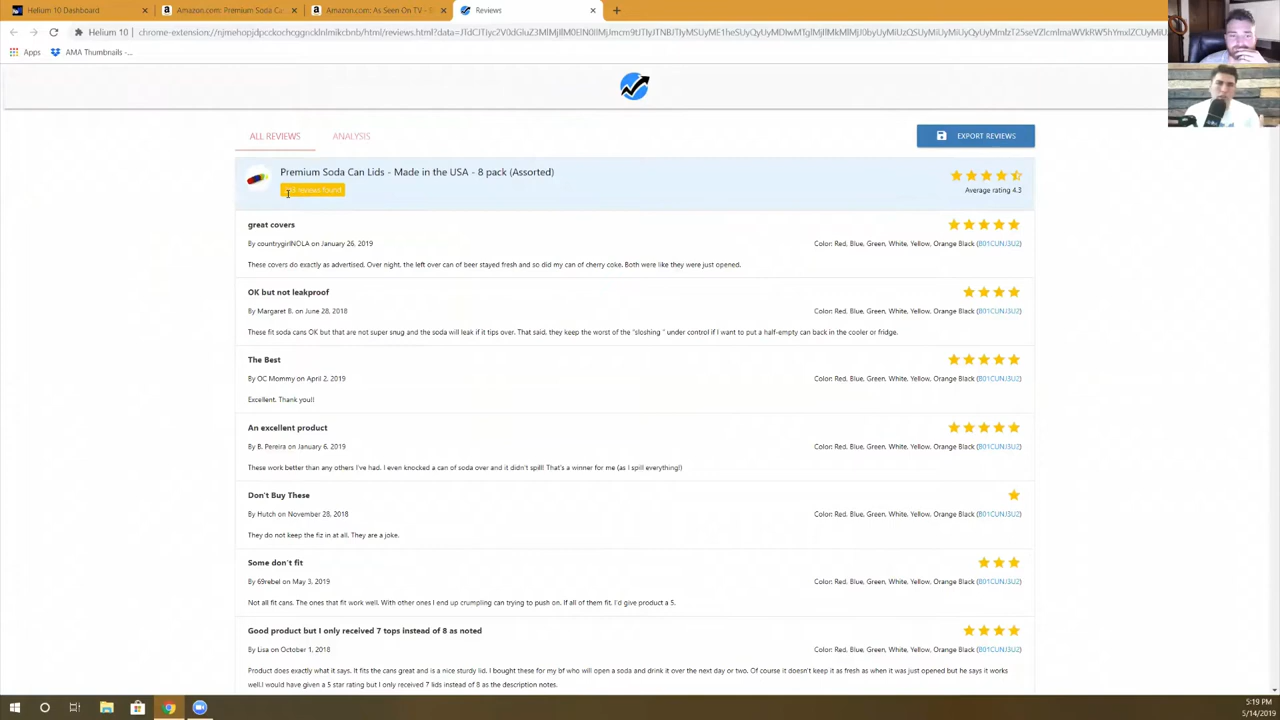 Helium 10 Dashboard
Amazon.com: Premium Soda Ca
Amazon.com: As Seen On TV - B
Reviews
Helium 10
Apps
AMA Thumbnails -...
ALL REVIEWS
ANALYSIS
EXPORT REVIEWS
Premium Soda Can Lids - Made in the USA - 8 pack (Assorted)
reviews found
Average rating 4.3
great covers
By countrygirlNOLA on January 26, 2019
Color: Red, Blue, Green, White, Yellow, Orange Black (B01CUNJ3U2)
These covers do exactly as advertised. Over night, the left over can of beer stayed fresh and so did my can of cherry coke. Both were like they were just opened.
OK but not leakproof
By Margaret B. on June 28, 2018
Color: Red, Blue, Green, White, Yellow, Orange Black (B01CUNJ3U2)
These fit soda cans OK but that are not super snug and the soda will leak if it tips over. That said, they keep the worst of the "sloshing " under control if I want to put a half-empty can back in the cooler or fridge.
The Best
By OC Mommy on April 2, 2019
Color: Red, Blue, Green, White, Yellow, Orange Black (B01CUNJ3U2)
Excellent. Thank you!!
An excellent product
By B. Pereira on January 6, 2019
Color: Red, Blue, Green, White, Yellow, Orange Black (B01CUNJ3U2)
These work better than any others I've had. I even knocked a can of soda over and it didn't spill! That's a winner for me (as I spill everything!)
Don't Buy These
By Hutch on November 28, 2018
Color: Red, Blue, Green, White, Yellow, Orange Black (B01CUNJ3U2)
They do not keep the fiz in at all. They are a joke.
Some don't fit
By 69rebel on May 3, 2019
Color: Red, Blue, Green, White, Yellow, Orange Black (B01CUNJ3U2)
Not all fit cans. The ones that fit work well. With other ones I end up crumpling can trying to push on. If all of them fit, I'd give product a 5.
Good product but I only received 7 tops instead of 8 as noted
By Lisa on October 1, 2018
Color: Red, Blue, Green, White, Yellow, Orange Black (B01CUNJ3U2)
Product does exactly what it says. It fits the cans great and is a nice sturdy lid. I bought these for my bf who will open a soda and drink it over the next day or two. Of course it doesn't keep it as fresh as when it was just opened but he says it works
well.I would have given a 5 star rating but I only received 7 lids instead of 8 as the description notes.
5:19 PM
5/14/2019